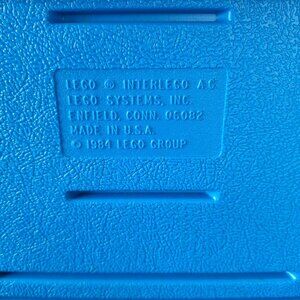 LEGO ® INTERLEGO A.G.
LEGO SYSTEMS, INC.
ENFIELD, CONN. 06082
MADE IN U.S.A.
© 1984 LEGO GROUP